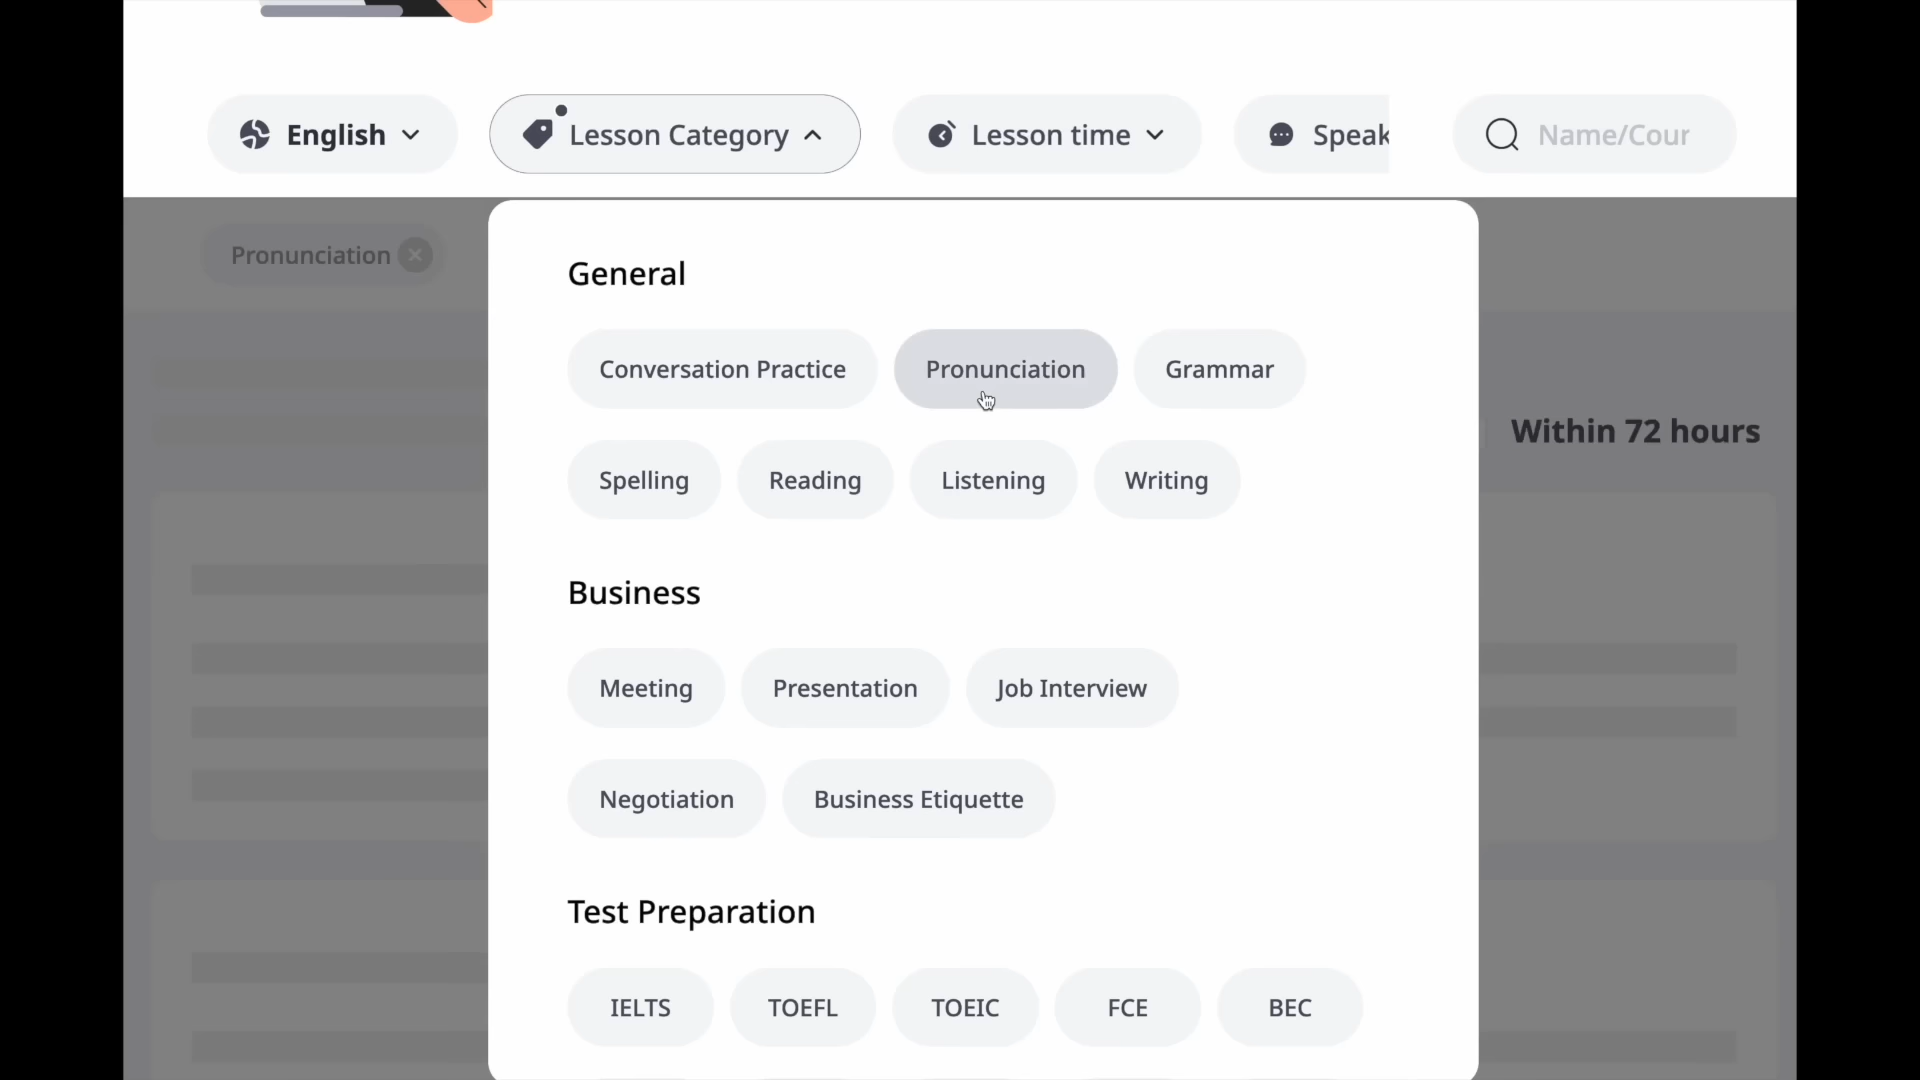 English
Lesson Category
Lesson time
Speak
Name/Cour
Pronunciation
General
Conversation Practice
Pronunciation
Grammar
Within 72 hours
Spelling
Reading
Listening
Writing
Business
Meeting
Presentation
Job Interview
Negotiation
Business Etiquette
Test Preparation
IELTS
TOEFL
TOEIC
FCE
BEC